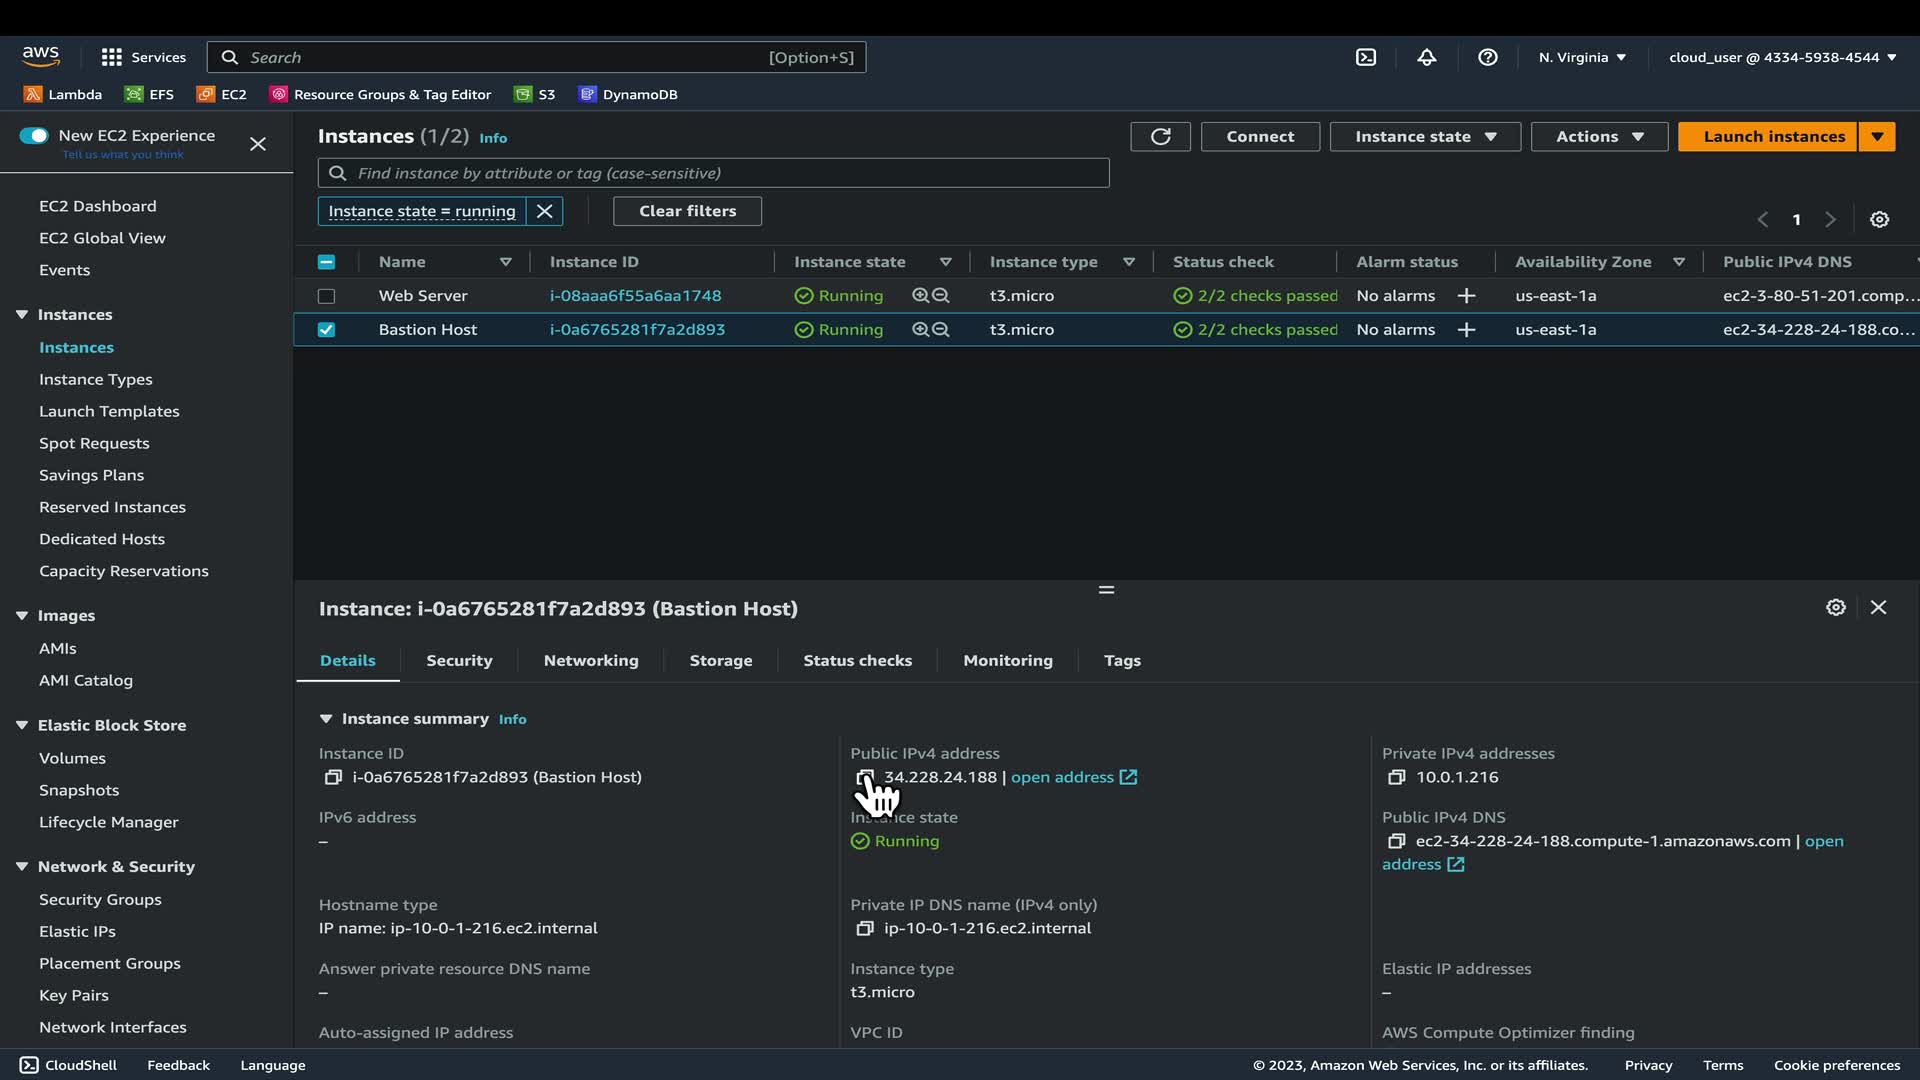 aws
Services
Search
[Option+S]
N. Virginia
cloud_user @ 4334-5938-4544
Lambda
EFS
EC2
Resource Groups & Tag Editor
S3
DynamoDB
New EC2 Experience
Tell us what you think
EC2 Dashboard
EC2 Global View
Events
Instances
Instances
Instance Types
Launch Templates
Spot Requests
Savings Plans
Reserved Instances
Dedicated Hosts
Capacity Reservations
Images
AMIs
AMI Catalog
Elastic Block Store
Volumes
Snapshots
Lifecycle Manager
Network & Security
Security Groups
Elastic IPs
Placement Groups
Key Pairs
Network Interfaces
Instances (1/2) Info
Connect
Instance state
Actions
Launch instances
Find instance by attribute or tag (case-sensitive)
Instance state = running
Clear filters
1
Name Instance ID Instance state Instance type Status check Alarm status Availability Zone Public IPv4 DNS
Web Server i-08aaa6f55a6aa1748 Running t3.micro 2/2 checks passed No alarms + us-east-1a ec2-3-80-51-201.comp...
Bastion Host i-0a6765281f7a2d893 Running t3.micro 2/2 checks passed No alarms + us-east-1a ec2-34-228-24-188.co...
Instance: i-0a6765281f7a2d893 (Bastion Host)
Details Security Networking Storage Status checks Monitoring Tags
Instance summary Info
Instance ID
i-0a6765281f7a2d893 (Bastion Host)
Public IPv4 address
34.228.24.188 | open address
Private IPv4 addresses
10.0.1.216
IPv6 address
–
Instance state
Running
Public IPv4 DNS
ec2-34-228-24-188.compute-1.amazonaws.com | open
address
Hostname type
IP name: ip-10-0-1-216.ec2.internal
Private IP DNS name (IPv4 only)
ip-10-0-1-216.ec2.internal
Answer private resource DNS name
–
Instance type
t3.micro
Elastic IP addresses
–
Auto-assigned IP address
VPC ID
AWS Compute Optimizer finding
CloudShell
Feedback
Language
© 2023, Amazon Web Services, Inc. or its affiliates.
Privacy
Terms
Cookie preferences